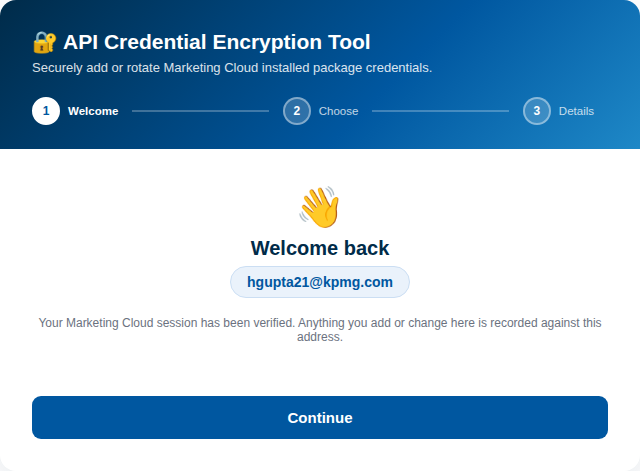 API Credential Encryption Tool
Securely add or rotate Marketing Cloud installed package credentials.
1 Welcome 2 Choose 3 Details
Welcome back
hgupta21@kpmg.com
Your Marketing Cloud session has been verified. Anything you add or change here is recorded against this
address.
Continue